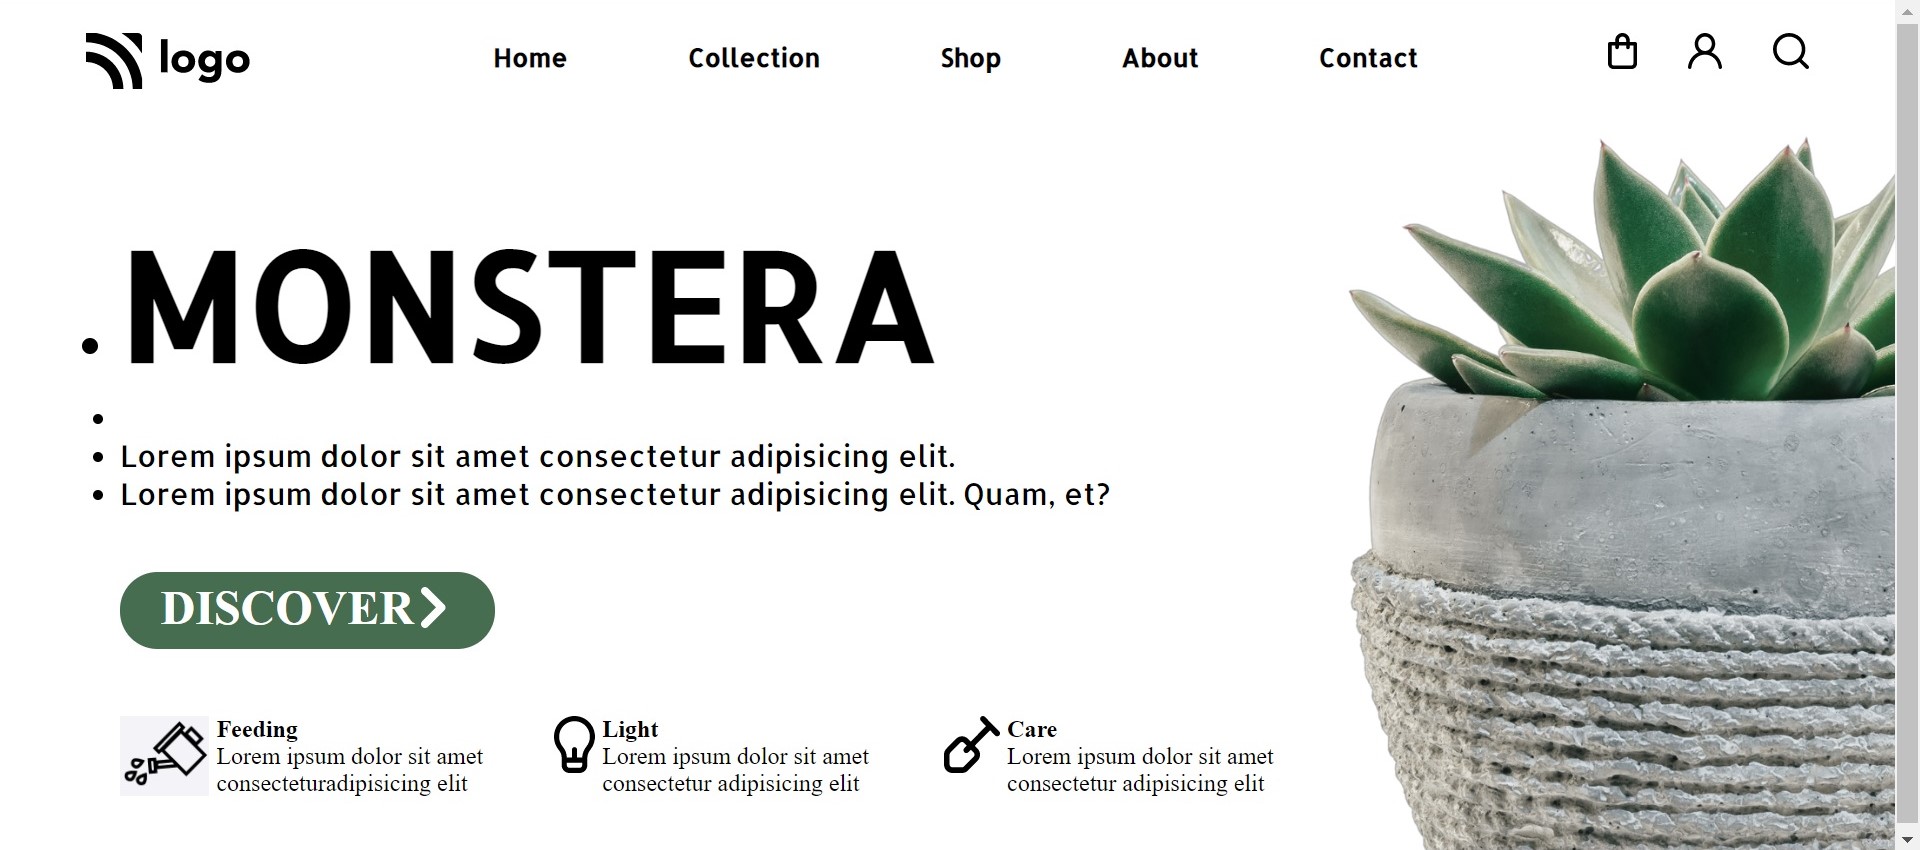 logo
Home
Collection
Shop
About
Contact
MONSTERA
Lorem ipsum dolor sit amet consectetur adipisicing elit.
Lorem ipsum dolor sit amet consectetur adipisicing elit. Quam, et?
DISCOVER
Feeding
Lorem ipsum dolor sit amet
consecteturadipisicing elit
Light
Lorem ipsum dolor sit amet
consectetur adipisicing elit
Care
Lorem ipsum dolor sit amet
consectetur adipisicing elit